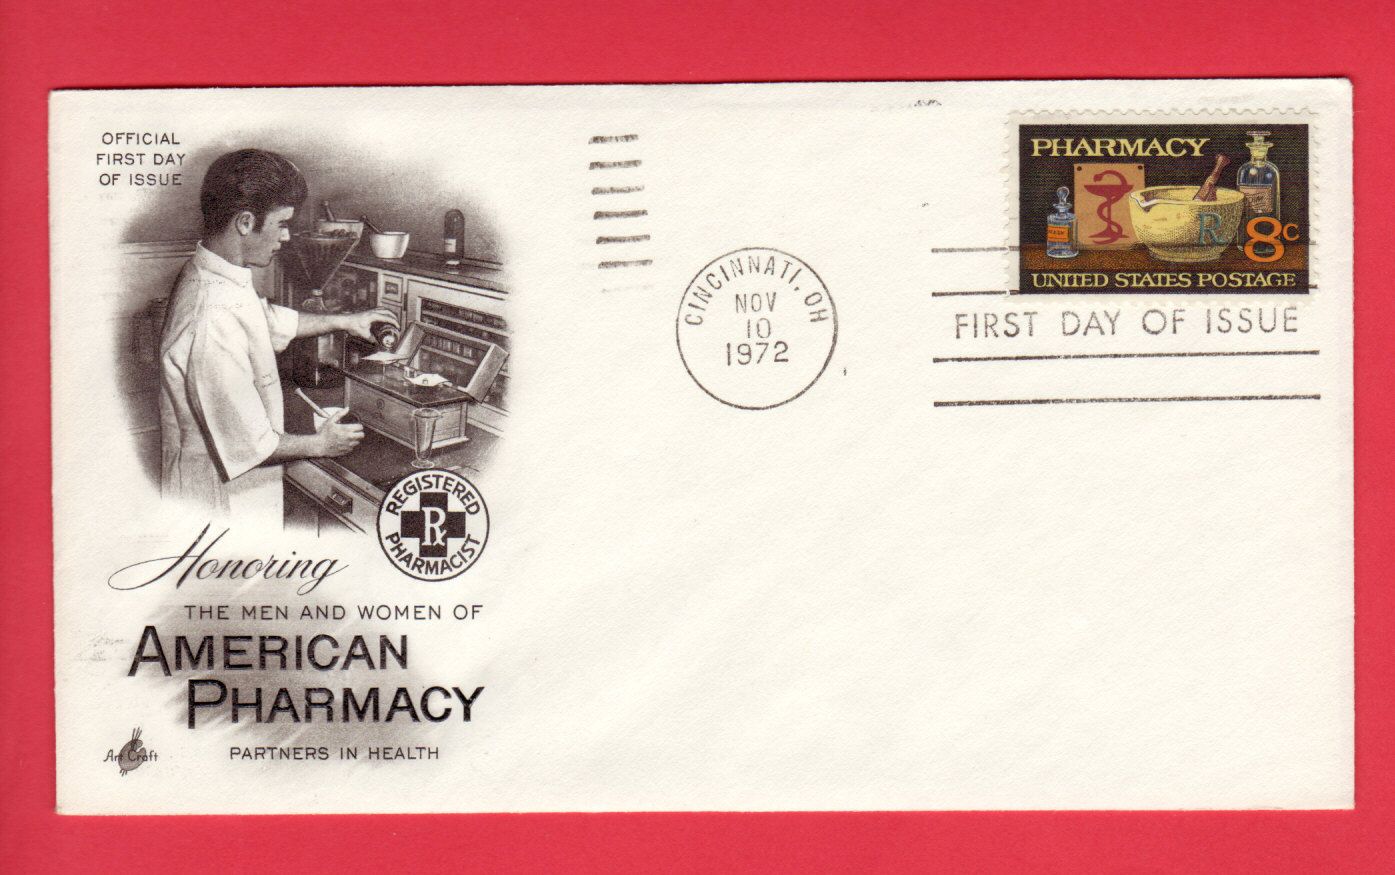 OFFICIAL
FIRST DAY
OF ISSUE
REGISTERED
Rx
PHARMACIST
Honoring
THE MEN AND WOMEN OF
AMERICAN
PHARMACY
PARTNERS IN HEALTH
Art Craft
CINCINNATI, OH
NOV
10
1972
PHARMACY
R
8c
UNITED STATES POSTAGE
FIRST DAY OF ISSUE